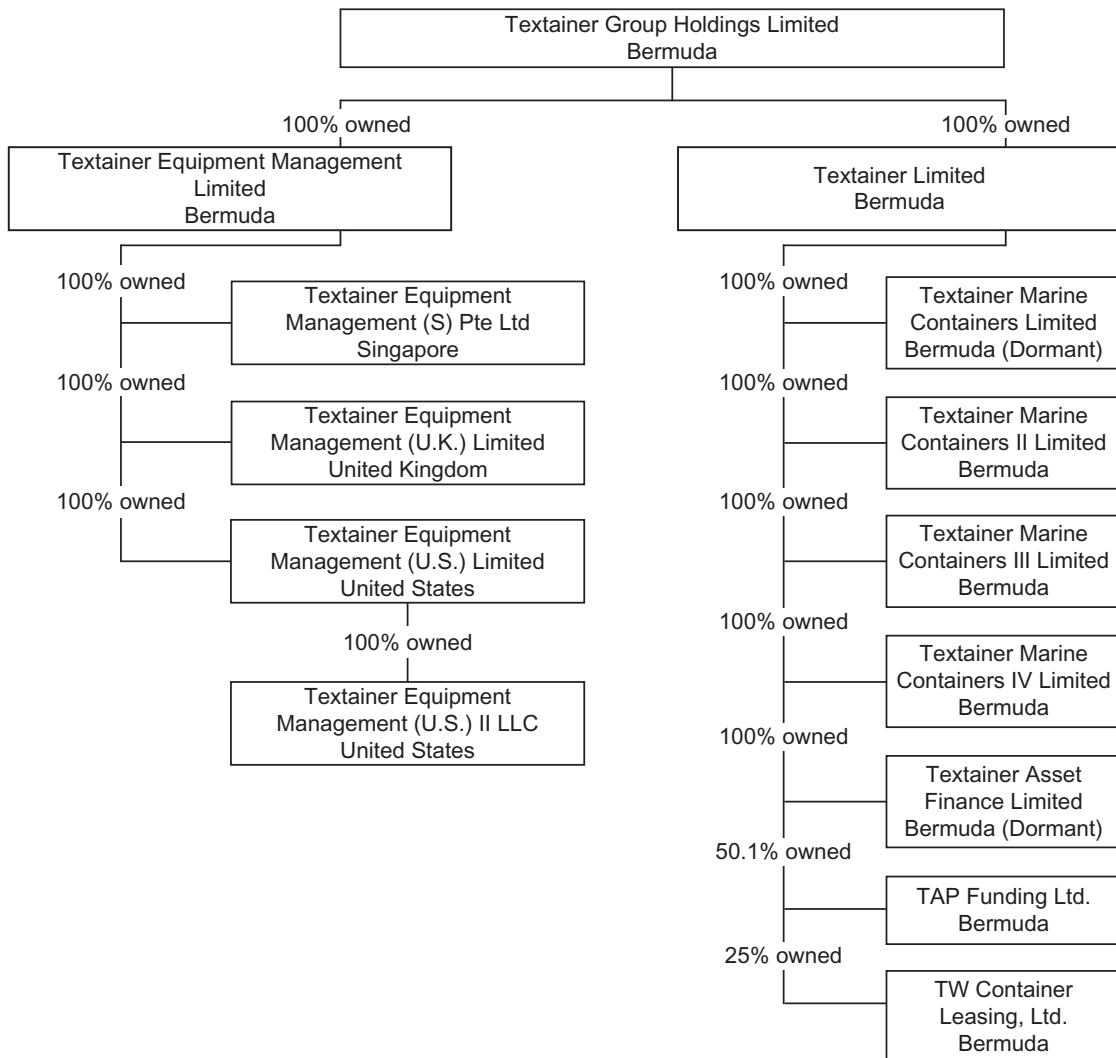 Textainer Group Holdings Limited
Bermuda
100% owned
100% owned
Textainer Equipment Management
Limited
Bermuda
Textainer Limited
Bermuda
100% owned
Textainer Equipment
Management (S) Pte Ltd
Singapore
100% owned
Textainer Equipment
Management (U.K.) Limited
United Kingdom
100% owned
Textainer Equipment
Management (U.S.) Limited
United States
100% owned
Textainer Equipment
Management (U.S.) II LLC
United States
100% owned
Textainer Marine
Containers Limited
Bermuda (Dormant)
100% owned
Textainer Marine
Containers II Limited
Bermuda
100% owned
Textainer Marine
Containers III Limited
Bermuda
100% owned
Textainer Marine
Containers IV Limited
Bermuda
100% owned
Textainer Asset
Finance Limited
Bermuda (Dormant)
50.1% owned
TAP Funding Ltd.
Bermuda
25% owned
TW Container
Leasing, Ltd.
Bermuda